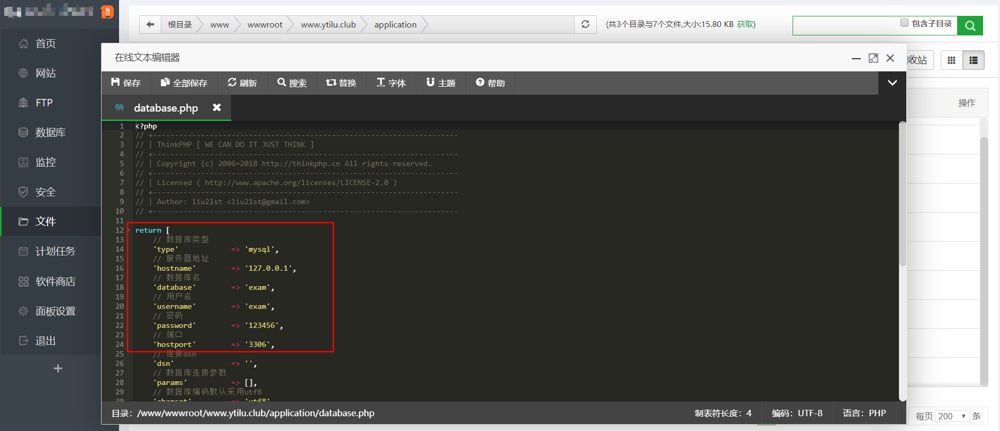 根目录 www wwwroot www.ytilu.club application (共3个目录与7个文件,大小:15.80 KB 获取) 包含子目录
首页
网站
FTP
数据库
监控
安全
文件
计划任务
软件商店
面板设置
退出
+
收站
操作
在线文本编辑器
保存 全部保存 刷新 搜索 替换 字体 主题 帮助
database.php
1 <?php
2 // +----------------------------------------------------------------------
3 // | ThinkPHP [ WE CAN DO IT JUST THINK ]
4 // +----------------------------------------------------------------------
5 // | Copyright (c) 2006~2018 http://thinkphp.cn All rights reserved.
6 // +----------------------------------------------------------------------
7 // | Licensed ( http://www.apache.org/licenses/LICENSE-2.0 )
8 // +----------------------------------------------------------------------
9 // | Author: liu21st <liu21st@gmail.com>
10 // +----------------------------------------------------------------------
11
12 return [
13 // 数据库类型
14 'type' => 'mysql',
15 // 服务器地址
16 'hostname' => '127.0.0.1',
17 // 数据库名
18 'database' => 'exam',
19 // 用户名
20 'username' => 'exam',
21 // 密码
22 'password' => '123456',
23 // 端口
24 'hostport' => '3306',
25 // 连接dsn
26 'dsn' => '',
27 // 数据库连接参数
28 'params' => [],
29 // 数据库编码默认采用utf8
30 'charset' => 'utf8'
目录：/www/wwwroot/www.ytilu.club/application/database.php 制表符长度：4 编码：UTF-8 语言：PHP
每页 200 条